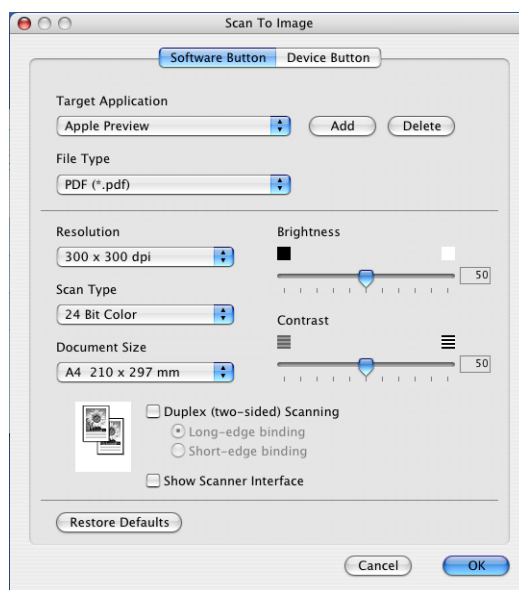 Scan To Image
Software Button Device Button
Target Application
Apple Preview Add Delete
File Type
PDF (*.pdf)
Resolution Brightness
300 x 300 dpi
50
Scan Type
24 Bit Color
Contrast
Document Size
A4 210 x 297 mm 50
Duplex (two-sided) Scanning
Long-edge binding
Short-edge binding
Show Scanner Interface
Restore Defaults
Cancel OK